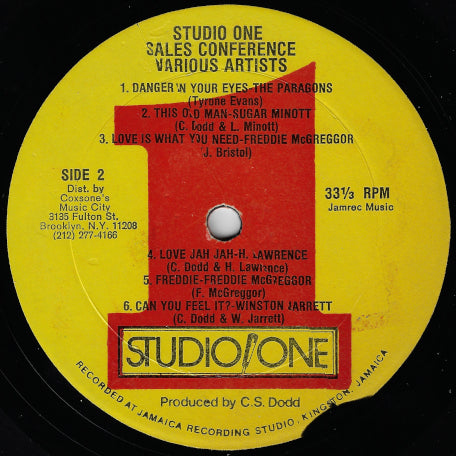 STUDIO ONE
SALES CONFERENCE
VARIOUS ARTISTS
1. DANGER IN YOUR EYES-THE PARAGONS
(Tyrone Evans)
2. THIS OLD MAN-SUGAR MINOTT
(C. Dodd & L. Minott)
3. LOVE IS WHAT YOU NEED-FREDDIE McGREGGOR
J. Bristol)
SIDE 2
Dist. by
Coxsone's
Music City
3135 Fulton St.
Brooklyn, N.Y. 11208
(212) 277-4166
33⅓ RPM
Jamrec Music
4. LOVE JAH JAH-H. LAWRENCE
(C. Dodd & H. Lawrence)
5. FREDDIE-FREDDIE McGREGGOR
(F. McGreggor)
6. CAN YOU FEEL IT?-WINSTON JARRETT
(C. Dodd & W. Jarrett)
STUDIO ONE
Produced by C.S. Dodd
RECORDED AT JAMAICA RECORDING STUDIO, KINGSTON, JAMAICA